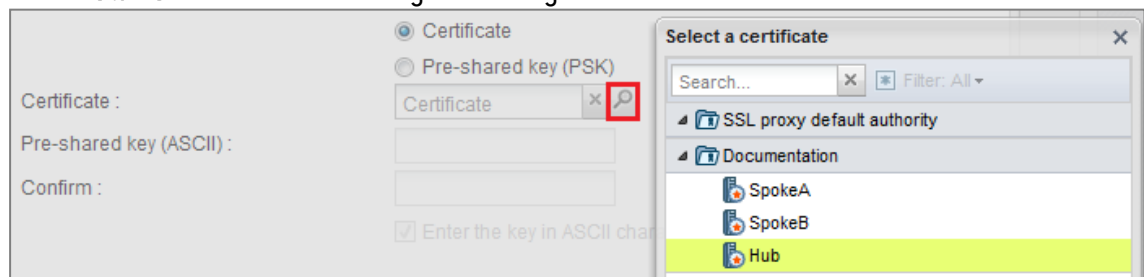 Certificate
Pre-shared key (PSK)
Certificate :
Certificate
Pre-shared key (ASCII) :
Confirm :
Enter the key in ASCII char
Select a certificate
Search...
Filter: All
SSL proxy default authority
Documentation
SpokeA
SpokeB
Hub